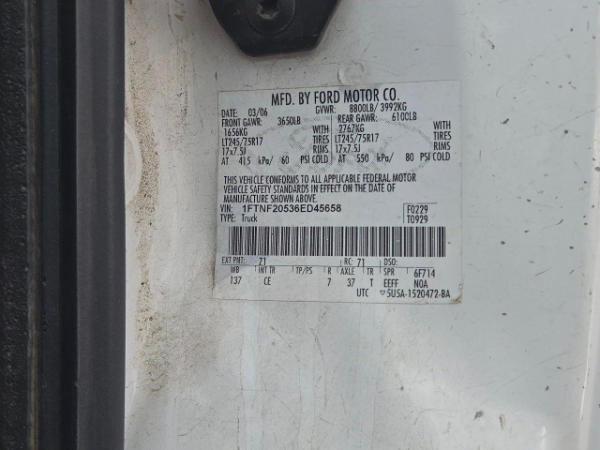 MFD. BY FORD MOTOR CO.
DATE: 03/06 GVWR: 8800LB/ 3992KG
FRONT GAWR: 3650LB REAR GAWR: 6100LB
1656KG WITH 2767KG WITH
LT245/75R17 TIRES LT245/75R17 TIRES
17x7.5J RIMS 17x7.5J RIMS
AT 415 kPa/ 60 PSI COLD AT 550 kPa/ 80 PSI COLD
THIS VEHICLE CONFORMS TO ALL APPLICABLE FEDERAL MOTOR
VEHICLE SAFETY STANDARDS IN EFFECT ON THE DATE OF
MANUFACTURE SHOWN ABOVE.
VIN: 1FTNF20536ED45658 F0229
TYPE: Truck T0929
EXT PNT: Z1 RC: 71 DSO:
WB INT TR TP/PS R AXLE TR SPR 6F714
137 CE 7 37 T EEFF NOA
UTC 5U5A-1520472-BA